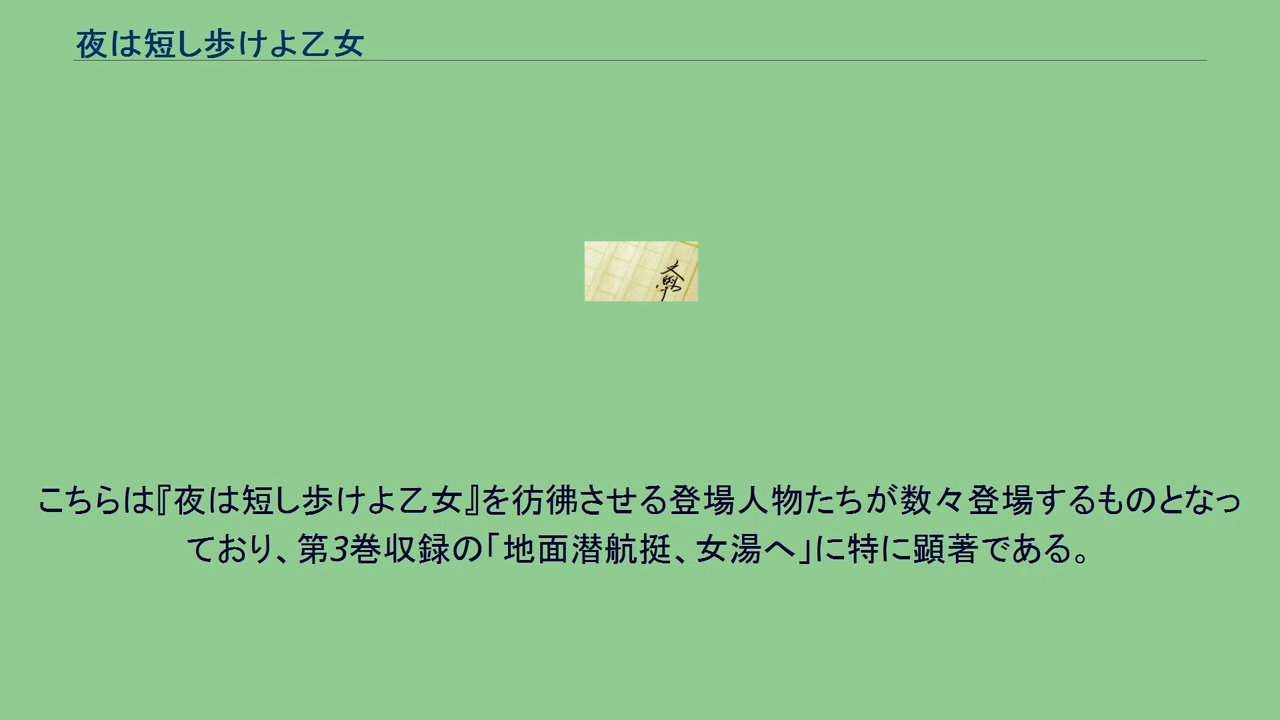 夜は短し歩けよ乙女
こちらは『夜は短し歩けよ乙女』を彷彿させる登場人物たちが数々登場するものとなっ
ており、第3巻収録の「地面潜航挺、女湯へ」に特に顕著である。